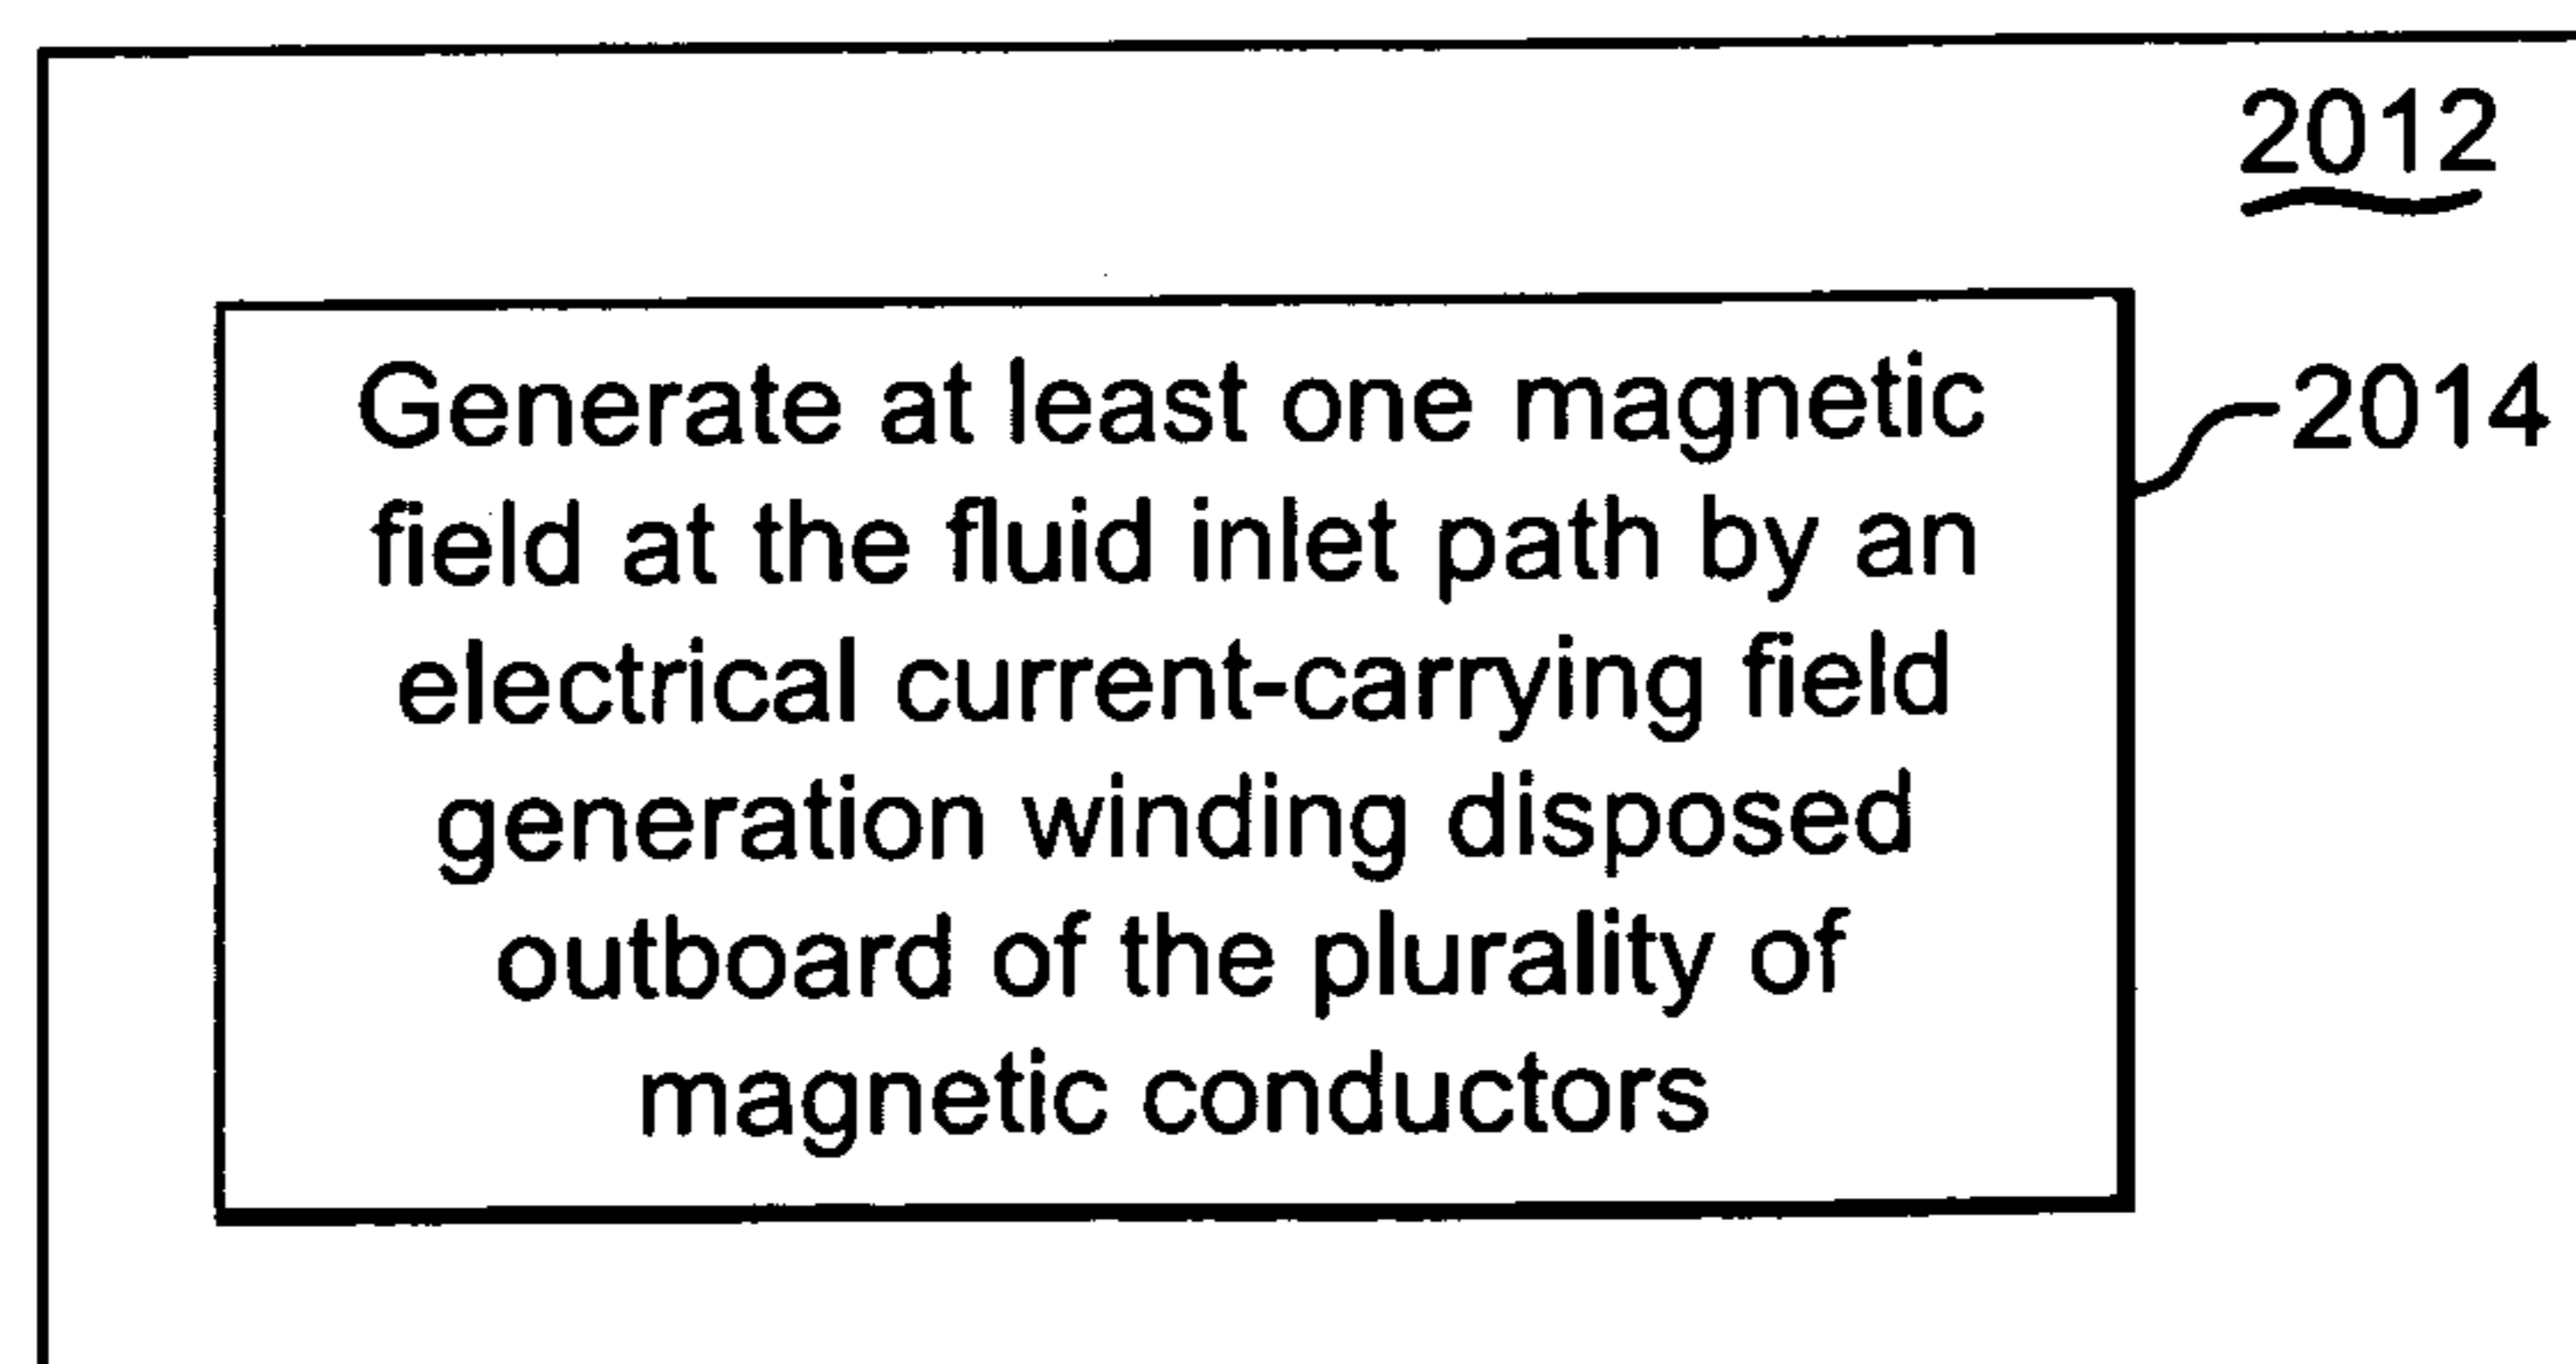 2012
Generate at least one magnetic
field at the fluid inlet path by an
electrical current-carrying field
generation winding disposed
outboard of the plurality of
magnetic conductors
2014